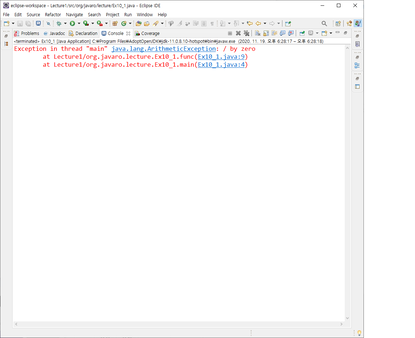 eclipse-workspace - Lecture1/src/org/javaro/lecture/Ex10_1.java - Eclipse IDE
File Edit Source Refactor Navigate Search Project Run Window Help
Problems Javadoc Declaration Console Coverage
<terminated> Ex10_1 [Java Application] C:\Program Files\AdoptOpenJDK\jdk-11.0.8.10-hotspot\bin\javaw.exe (2020. 11. 19. 오후 6:28:17 – 오후 6:28:18)
Exception in thread "main" java.lang.ArithmeticException: / by zero
at Lecture1/org.javaro.lecture.Ex10_1.func(Ex10_1.java:9)
at Lecture1/org.javaro.lecture.Ex10_1.main(Ex10_1.java:4)